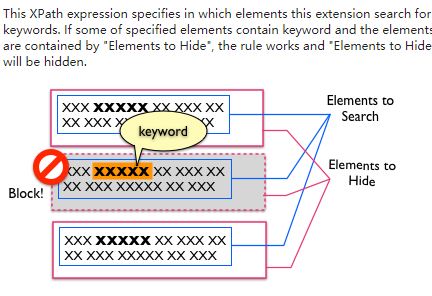 This XPath expression specifies in which elements this extension search for
keywords. If some of specified elements contain keyword and the elements
are contained by "Elements to Hide", the rule works and "Elements to Hide
will be hidden.
Elements to
Search
XXX XXXXX XX XXX XX
XX XXX X
XX
keyword
Elements to
Hide
XXX XXXXX XX XXX XX
XX XXX XXXXX XX XXX
Block!
XXX XXXXX XX XXX XX
XX XXX XXXXX XX XXX